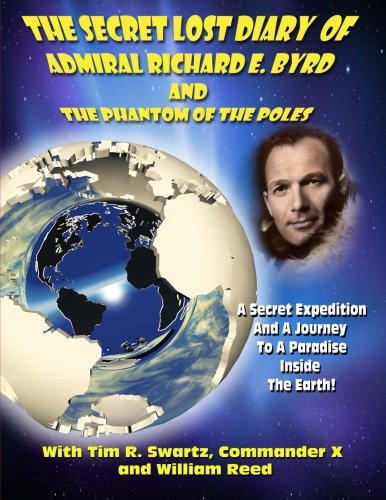 THE SECRET LOST DIARY OF
ADMIRAL RICHARD E. BYRD
AND
THE PHANTOM OF THE POLES
A Secret Expedition
And A Journey
To A Paradise
Inside
The Earth!
With Tim R. Swartz, Commander X
and William Reed